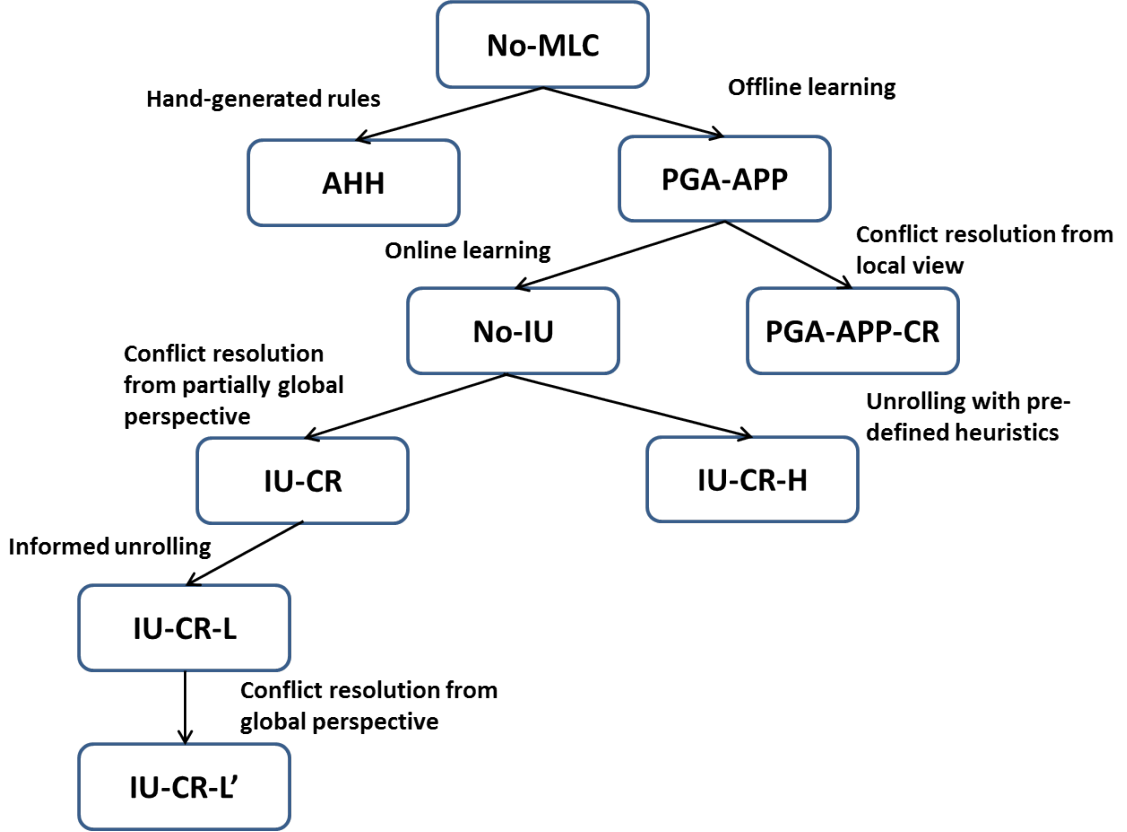 No-MLC
Hand-generated rules
Offline learning
AHH
PGA-APP
Online learning
Conflict resolution from
local view
No-IU
PGA-APP-CR
Conflict resolution
from partially global
perspective
Unrolling with pre-
defined heuristics
IU-CR
IU-CR-H
Informed unrolling
IU-CR-L
Conflict resolution from
global perspective
IU-CR-L’